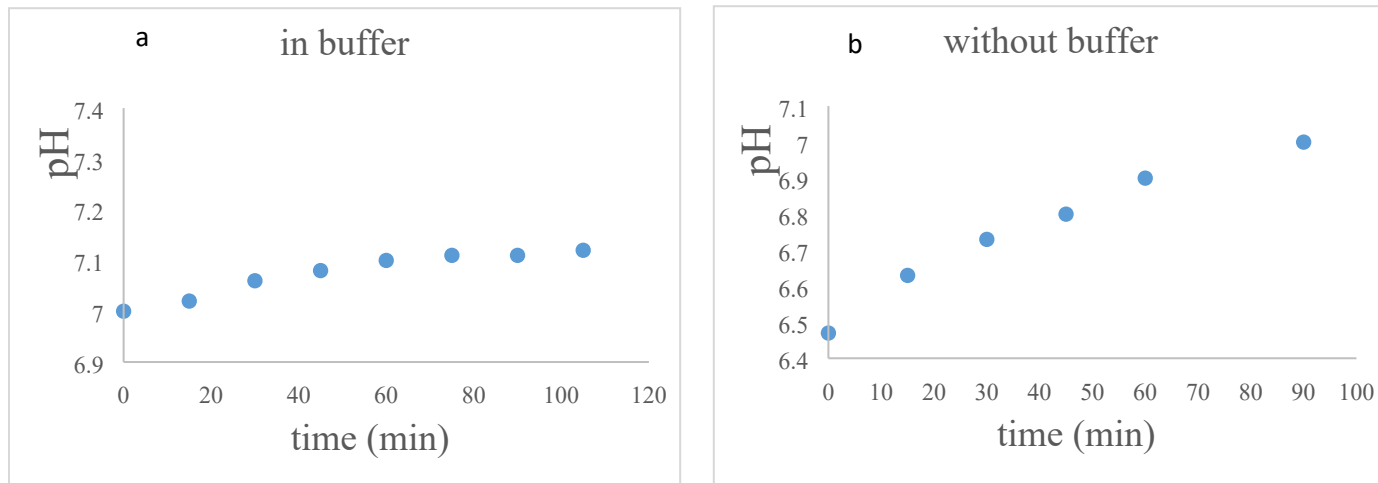 a
in buffer
pH
7.4
7.3
7.2
7.1
7
6.9
0 20 40 60 80 100 120
time (min)
b
without buffer
pH
7.1
7
6.9
6.8
6.7
6.6
6.5
6.4
0 10 20 30 40 50 60 70 80 90 100
time (min)